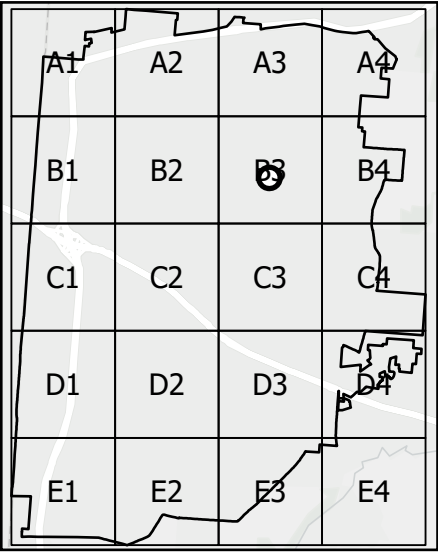 A1 A2 A3 A4
B1 B2 B3 B4
C1 C2 C3 C4
D1 D2 D3 D4
E1 E2 E3 E4